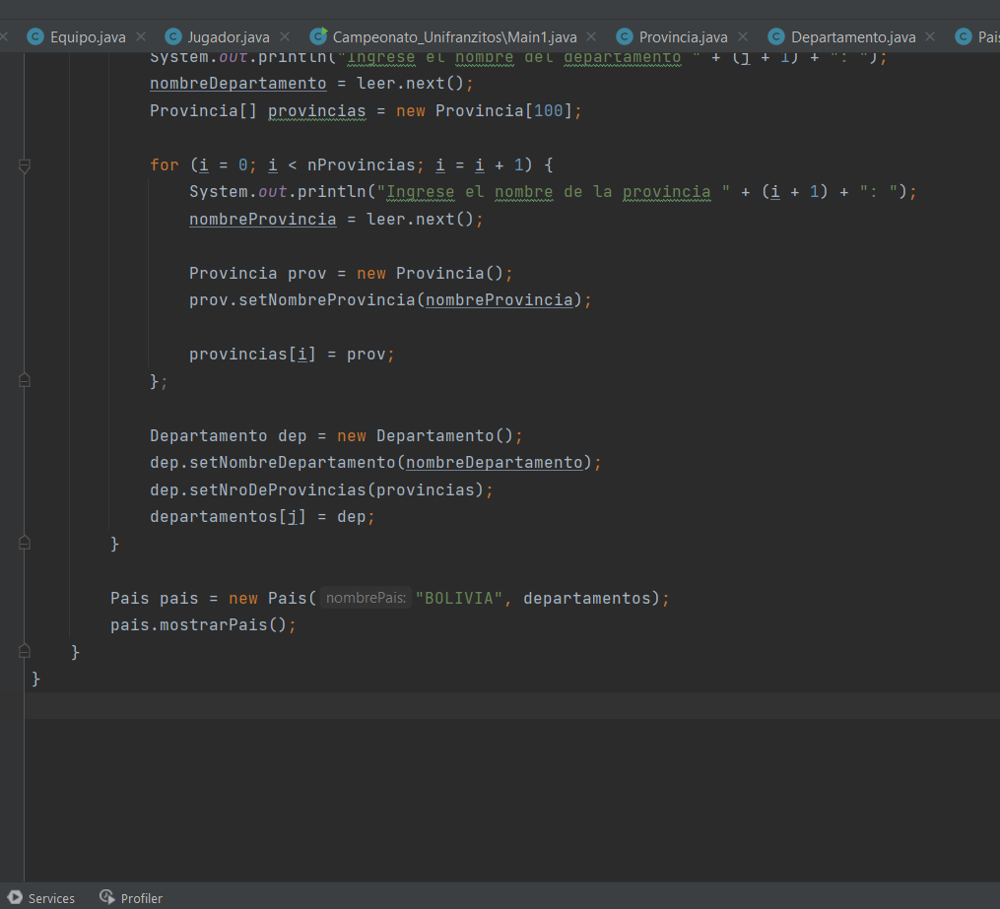 Equipo.java Jugador.java Campeonato_Unifranzitos\Main1.java Provincia.java Departamento.java Pais
System.out.println("Ingrese el nombre del departamento " + (j + 1) + ": ");
nombreDepartamento = leer.next();
Provincia[] provincias = new Provincia[100];
for (i = 0; i < nProvincias; i = i + 1) {
System.out.println("Ingrese el nombre de la provincia " + (i + 1) + ": ");
nombreProvincia = leer.next();
Provincia prov = new Provincia();
prov.setNombreProvincia(nombreProvincia);
provincias[i] = prov;
};
Departamento dep = new Departamento();
dep.setNombreDepartamento(nombreDepartamento);
dep.setNroDeProvincias(provincias);
departamentos[j] = dep;
}
Pais pais = new Pais( nombrePais: "BOLIVIA", departamentos);
pais.mostrarPais();
}
}
Services Profiler